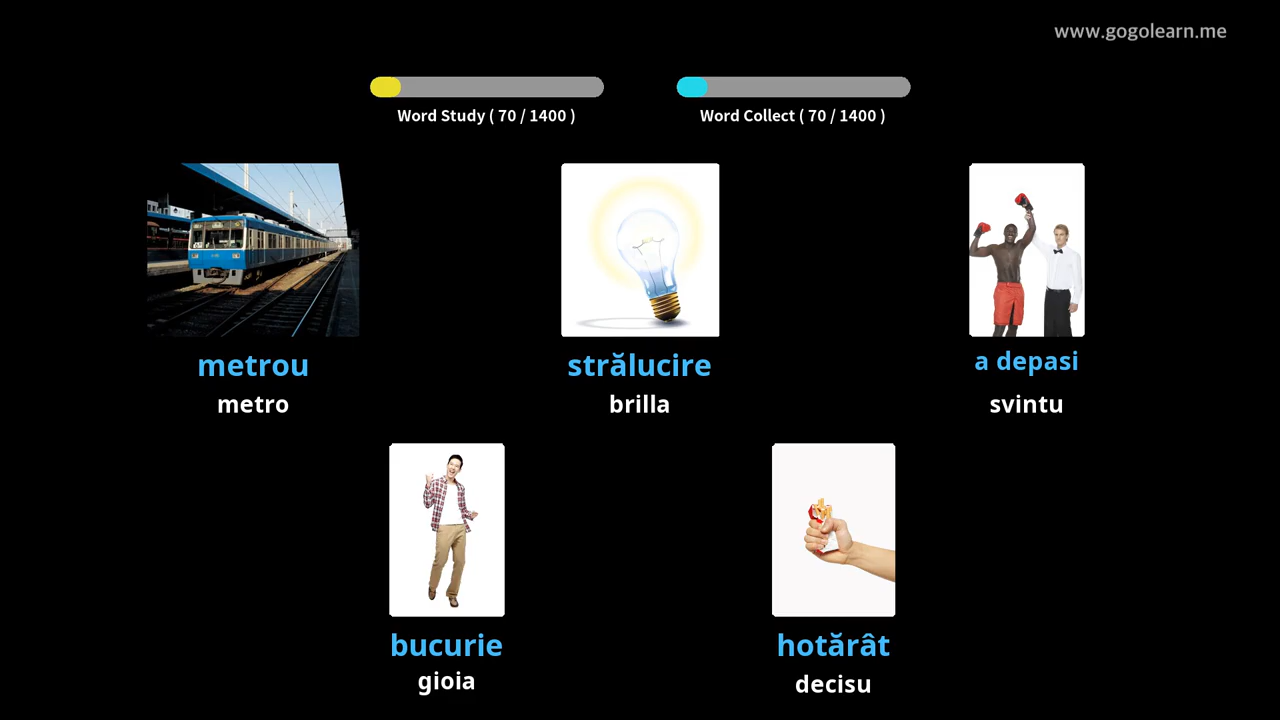 www.gogolearn.me
Word Study ( 70 / 1400 )
Word Collect ( 70 / 1400 )
metrou
metro
strălucire
brilla
a depasi
svintu
bucurie
gioia
hotărât
decisu